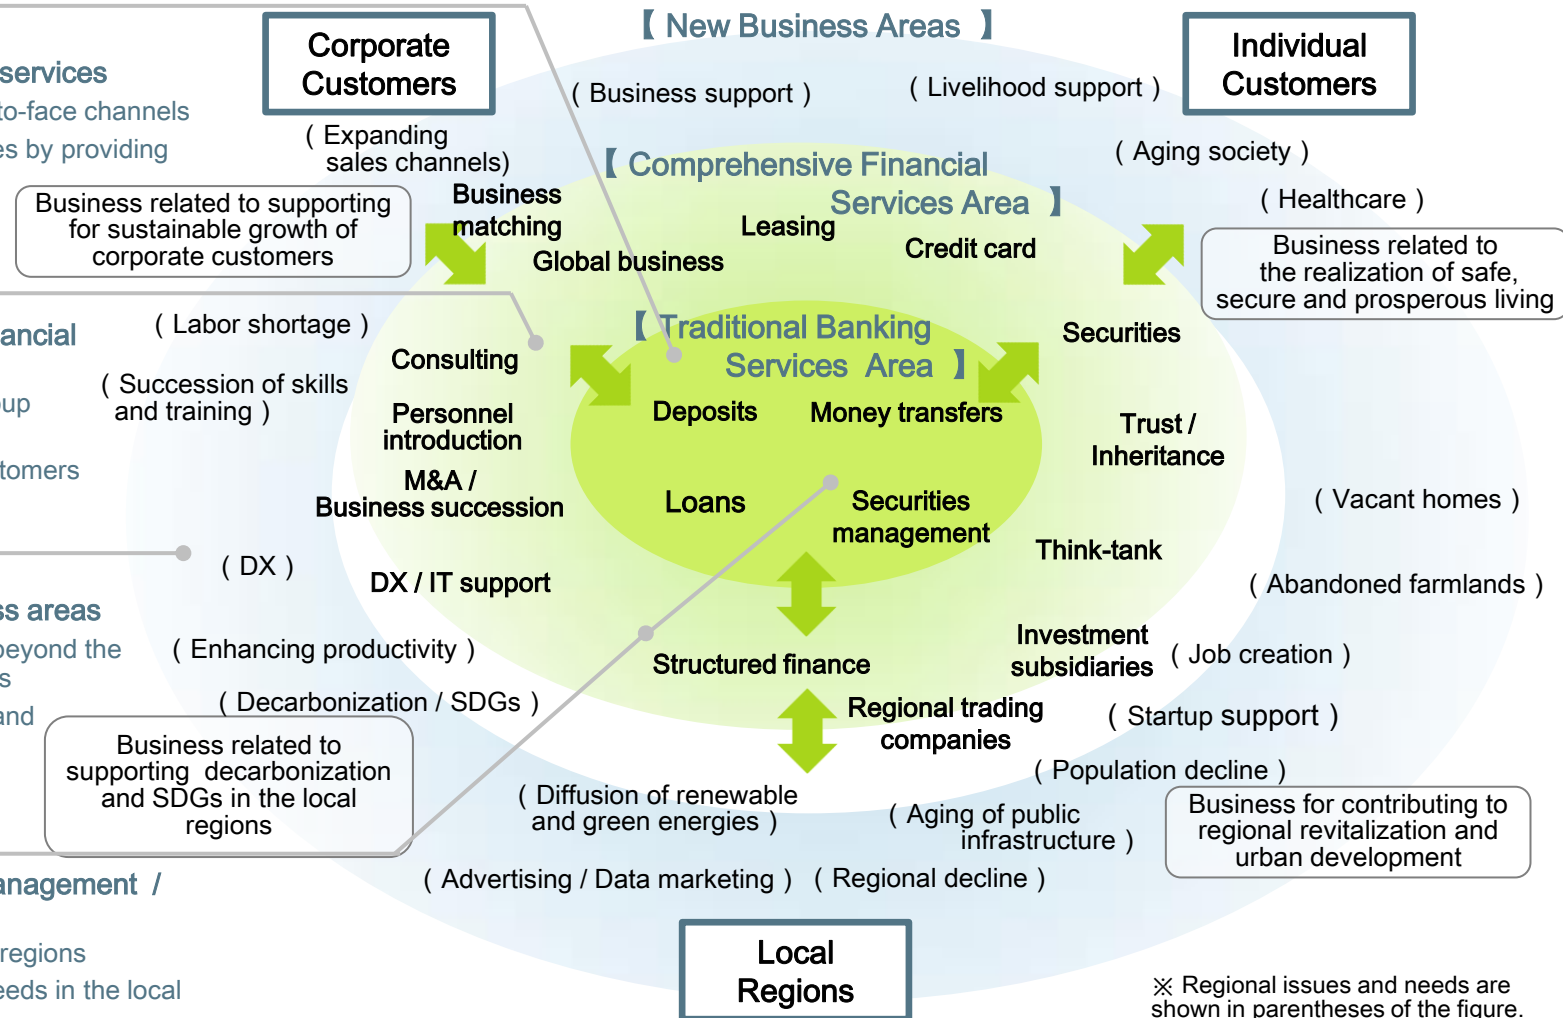 【 New Business Areas 】
Corporate
Customers
Individual
Customers
services
to-face channels
es by providing
( Business support )
( Livelihood support )
( Expanding
sales channels)
( Aging society )
【 Comprehensive Financial
Services Area 】
Business
matching
Leasing
Global business
Credit card
( Healthcare )
Business related to supporting
for sustainable growth of
corporate customers
Business related to
the realization of safe,
secure and prosperous living
nancial
oup
stomers
( Labor shortage )
【 Traditional Banking
Services Area 】
Securities
Consulting
( Succession of skills
and training )
Personnel
introduction
Deposits
Money transfers
Trust /
Inheritance
M&A /
Business succession
Loans
Securities
management
( Vacant homes )
Think-tank
( DX )
DX / IT support
( Abandoned farmlands )
ss areas
beyond the
s
and
( Enhancing productivity )
Structured finance
Investment
subsidiaries
( Job creation )
( Decarbonization / SDGs )
Regional trading
companies
( Startup support )
Business related to
supporting decarbonization
and SDGs in the local
regions
( Population decline )
( Diffusion of renewable
and green energies )
( Aging of public
infrastructure )
Business for contributing to
regional revitalization and
urban development
anagement /
regions
eeds in the local
( Advertising / Data marketing )
( Regional decline )
Local
Regions
※ Regional issues and needs are
shown in parentheses of the figure.